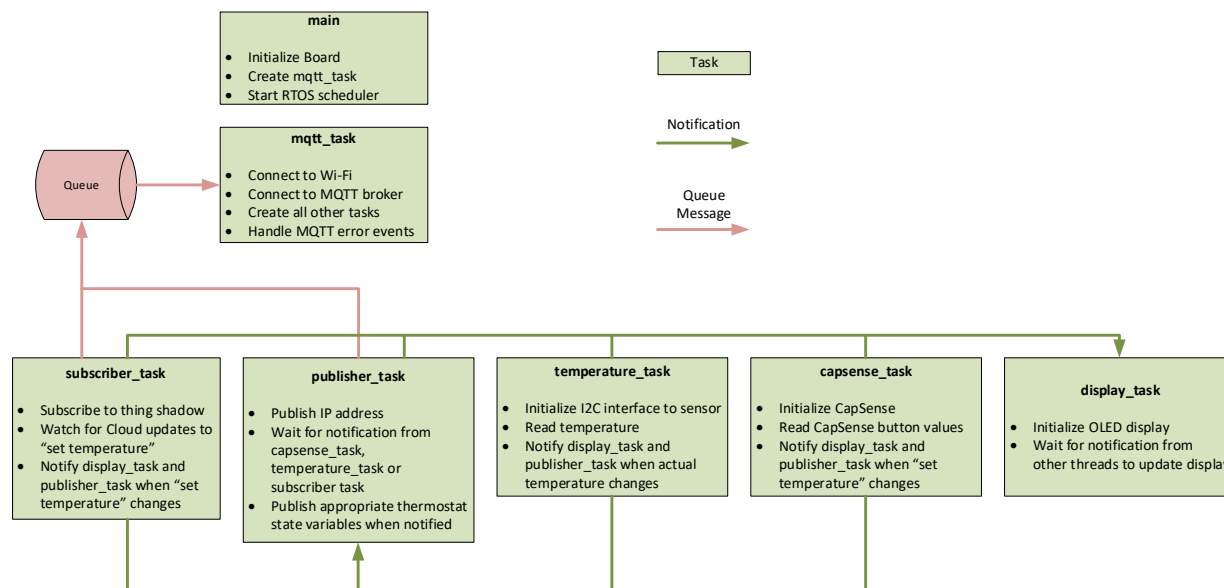 main
• Initialize Board
• Create mqtt_task
• Start RTOS scheduler
Task
Notification
Queue
Message
Queue
mqtt_task
• Connect to Wi-Fi
• Connect to MQTT broker
• Create all other tasks
• Handle MQTT error events
subscriber_task
• Subscribe to thing shadow
• Watch for Cloud updates to
“set temperature”
• Notify display_task and
publisher_task when “set
temperature” changes
publisher_task
• Publish IP address
• Wait for notification from
capsense_task,
temperature_task or
subscriber task
• Publish appropriate thermostat
state variables when notified
temperature_task
• Initialize I2C interface to sensor
• Read temperature
• Notify display_task and
publisher_task when actual
temperature changes
capsense_task
• Initialize CapSense
• Read CapSense button values
• Notify display_task and
publisher_task when “set
temperature” changes
display_task
• Initialize OLED display
• Wait for notification from
other threads to update display